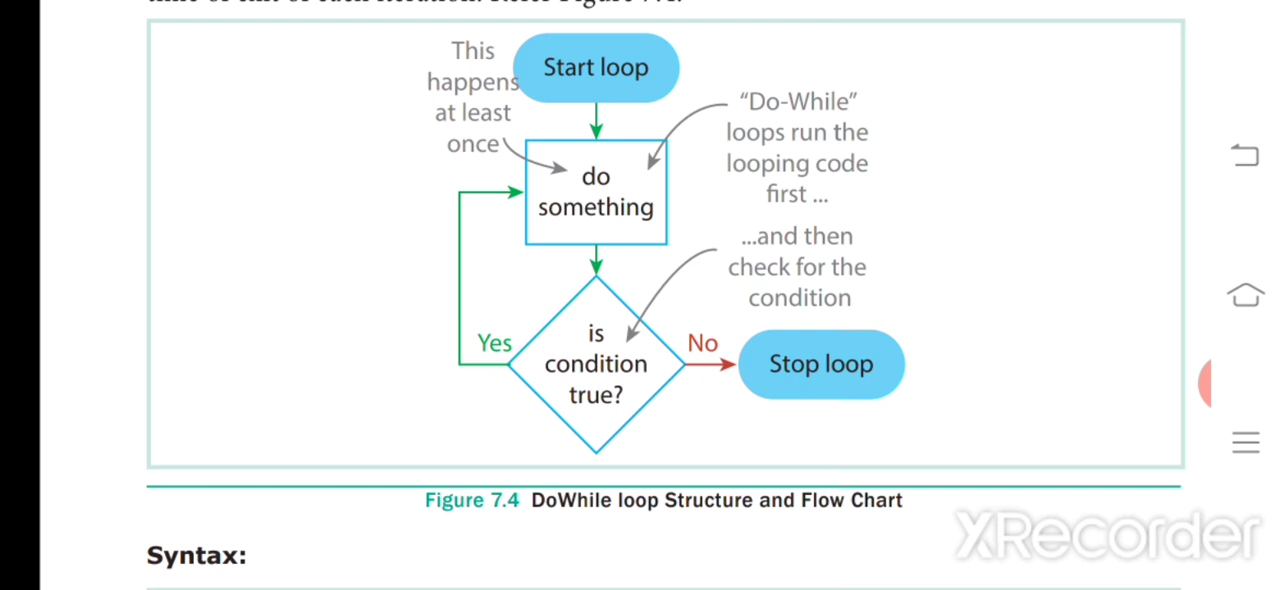 This
happens
at least
once
Start loop
"Do-While"
loops run the
looping code
first ...
do
something
...and then
check for the
condition
is
condition
true?
Yes
No
Stop loop
Figure 7.4 DoWhile loop Structure and Flow Chart
Syntax:
XRecorder